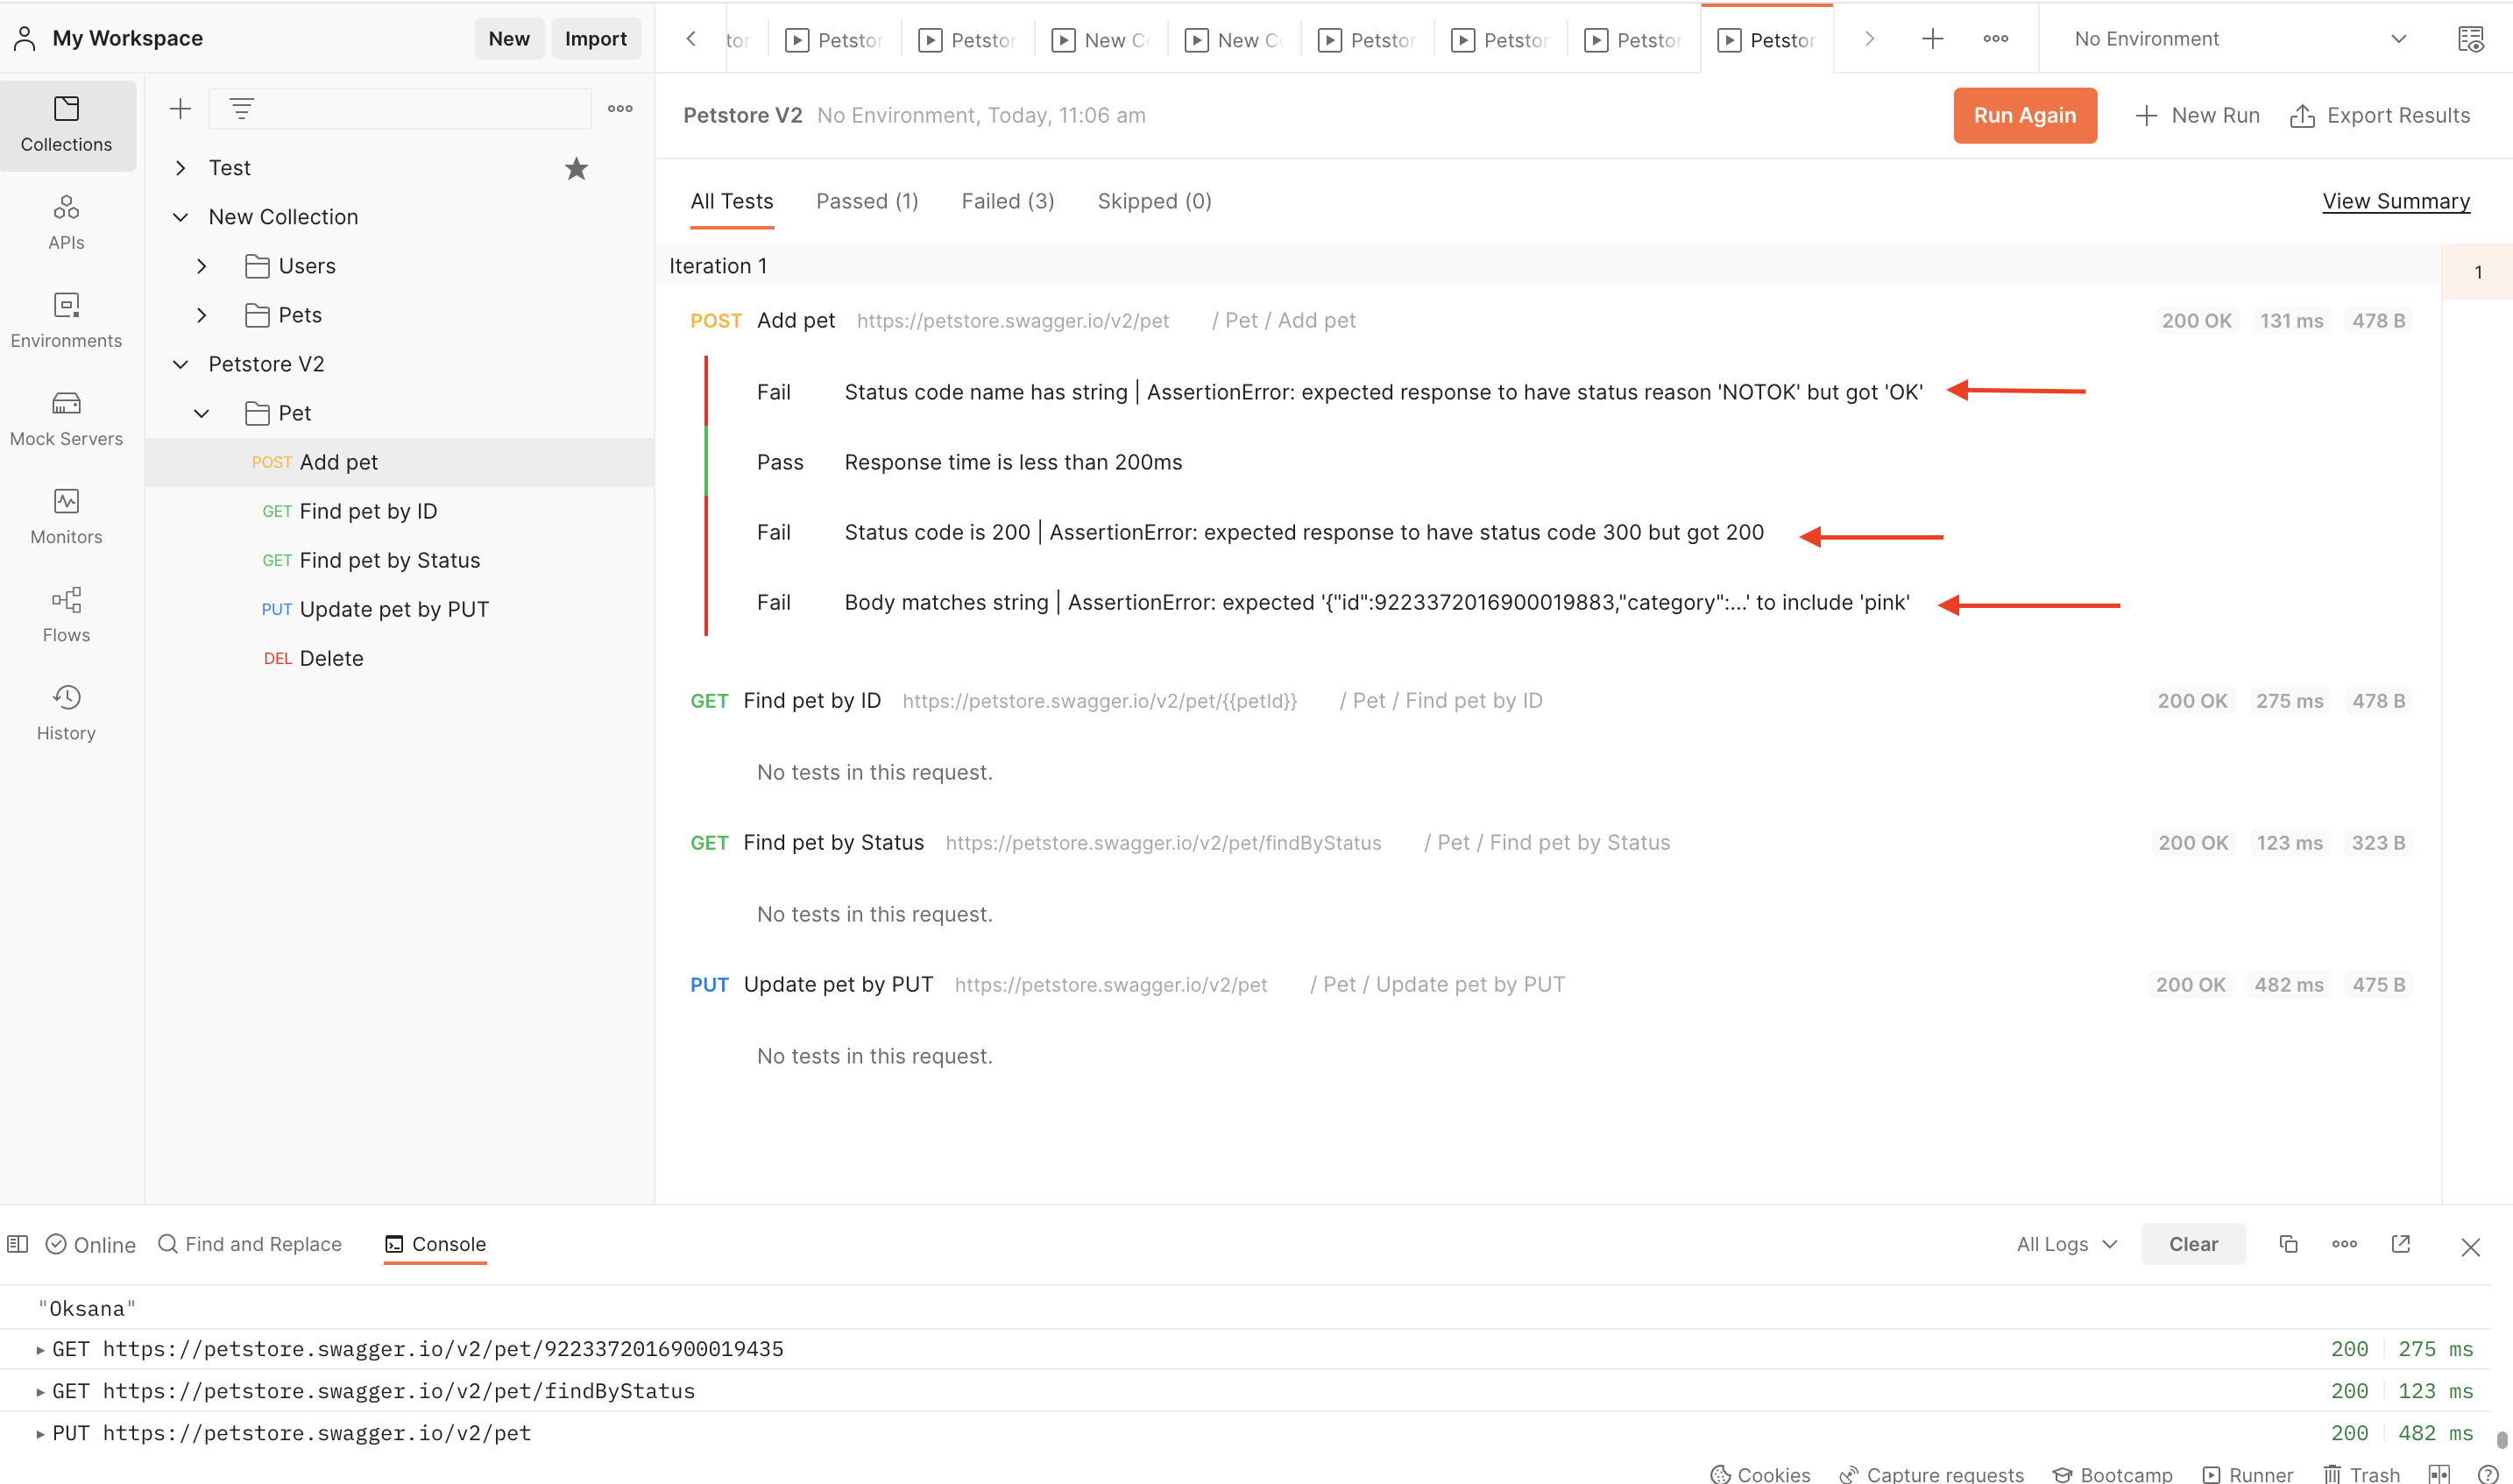 My Workspace
New
Import
Petstor
Petstor
New Co
New Co
Petstor
Petstor
Petstor
Petstor
No Environment
Collections
APIs
Environments
Mock Servers
Monitors
Flows
History
Test
New Collection
Users
Pets
Petstore V2
Pet
POST Add pet
GET Find pet by ID
GET Find pet by Status
PUT Update pet by PUT
DEL Delete
Petstore V2 No Environment, Today, 11:06 am
Run Again
New Run
Export Results
All Tests Passed (1) Failed (3) Skipped (0)
View Summary
Iteration 1
1
POST Add pet https://petstore.swagger.io/v2/pet / Pet / Add pet 200 OK 131 ms 478 B
Fail Status code name has string | AssertionError: expected response to have status reason 'NOTOK' but got 'OK'
Pass Response time is less than 200ms
Fail Status code is 200 | AssertionError: expected response to have status code 300 but got 200
Fail Body matches string | AssertionError: expected '{"id":9223372016900019883,"category":...' to include 'pink'
GET Find pet by ID https://petstore.swagger.io/v2/pet/{{petId}} / Pet / Find pet by ID 200 OK 275 ms 478 B
No tests in this request.
GET Find pet by Status https://petstore.swagger.io/v2/pet/findByStatus / Pet / Find pet by Status 200 OK 123 ms 323 B
No tests in this request.
PUT Update pet by PUT https://petstore.swagger.io/v2/pet / Pet / Update pet by PUT 200 OK 482 ms 475 B
No tests in this request.
Online
Find and Replace
Console
All Logs
Clear
"Oksana"
GET https://petstore.swagger.io/v2/pet/9223372016900019435 200 275 ms
GET https://petstore.swagger.io/v2/pet/findByStatus 200 123 ms
PUT https://petstore.swagger.io/v2/pet 200 482 ms
Cookies Capture requests Bootcamp Runner Trash